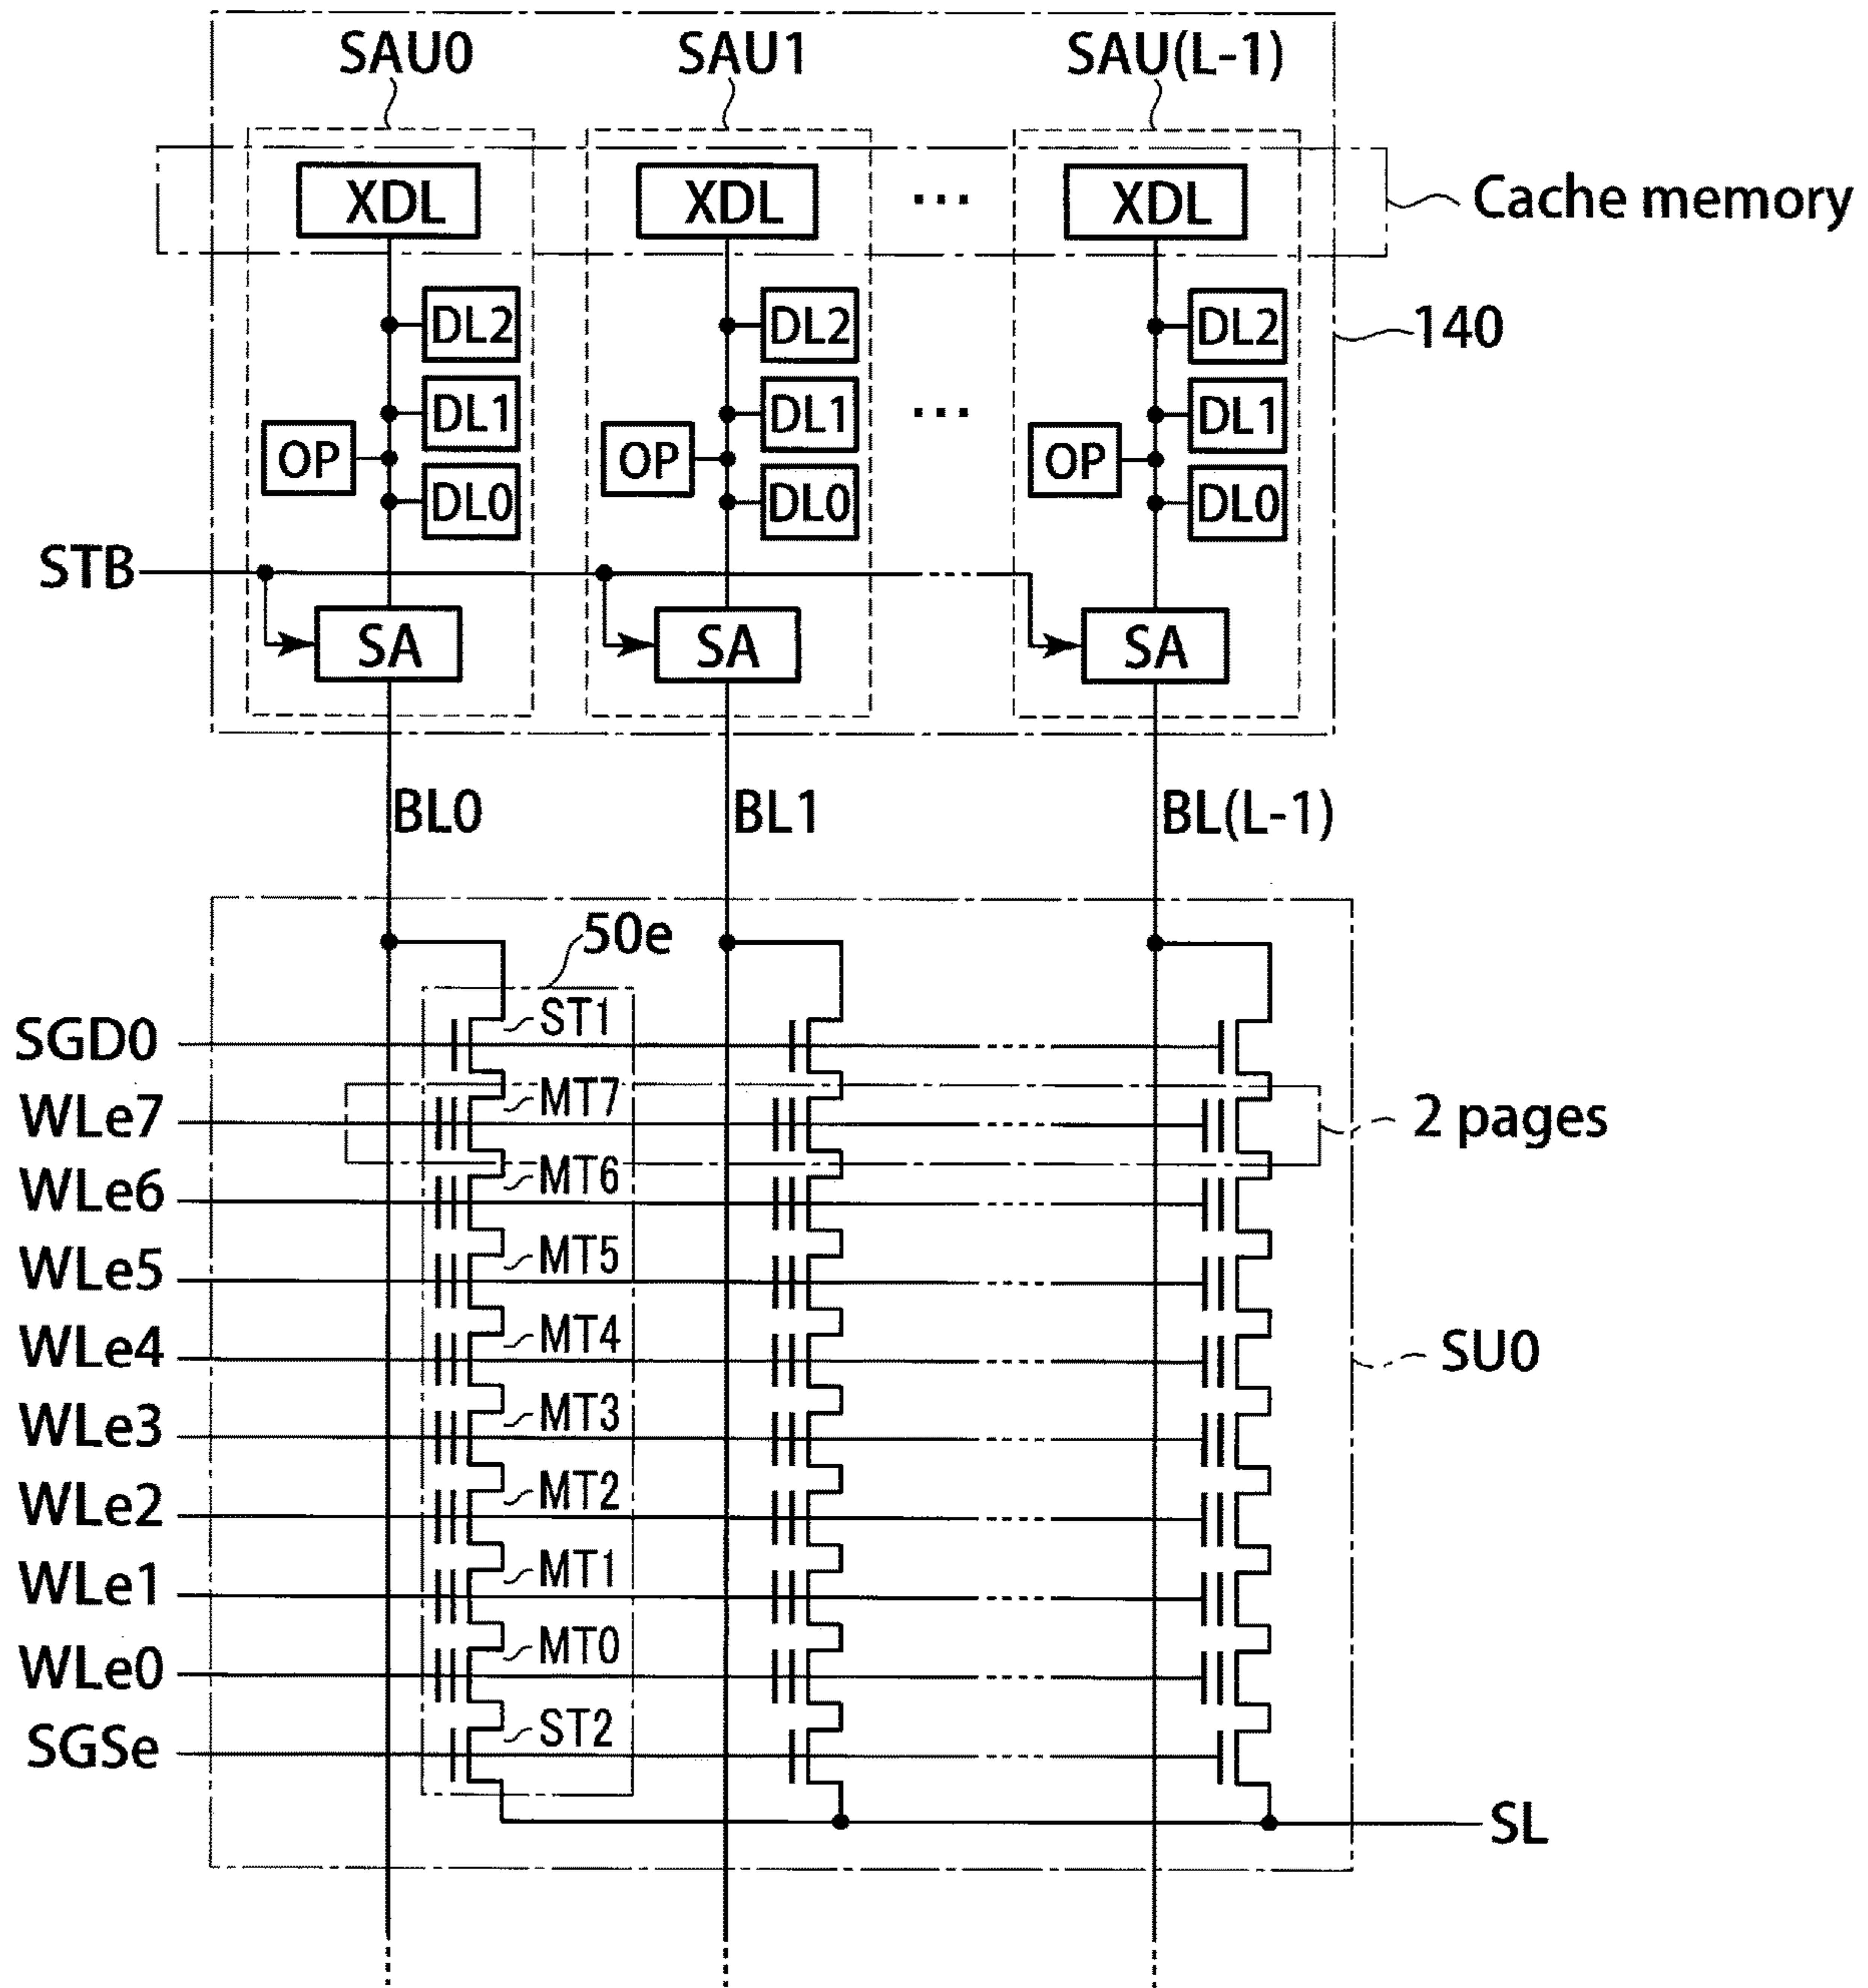 SAU0 SAU1 SAU(L-1)
XDL XDL ... XDL Cache memory
DL2 DL2 DL2 140
DL1 DL1 ... DL1
OP OP OP
DL0 DL0 DL0
STB
SA SA SA
BL0 BL1 BL(L-1)
50e
SGD0 ST1
WLe7 MT7 2 pages
WLe6 MT6
WLe5 MT5
WLe4 MT4 SU0
WLe3 MT3
WLe2 MT2
WLe1 MT1
WLe0 MT0
SGSe ST2
SL